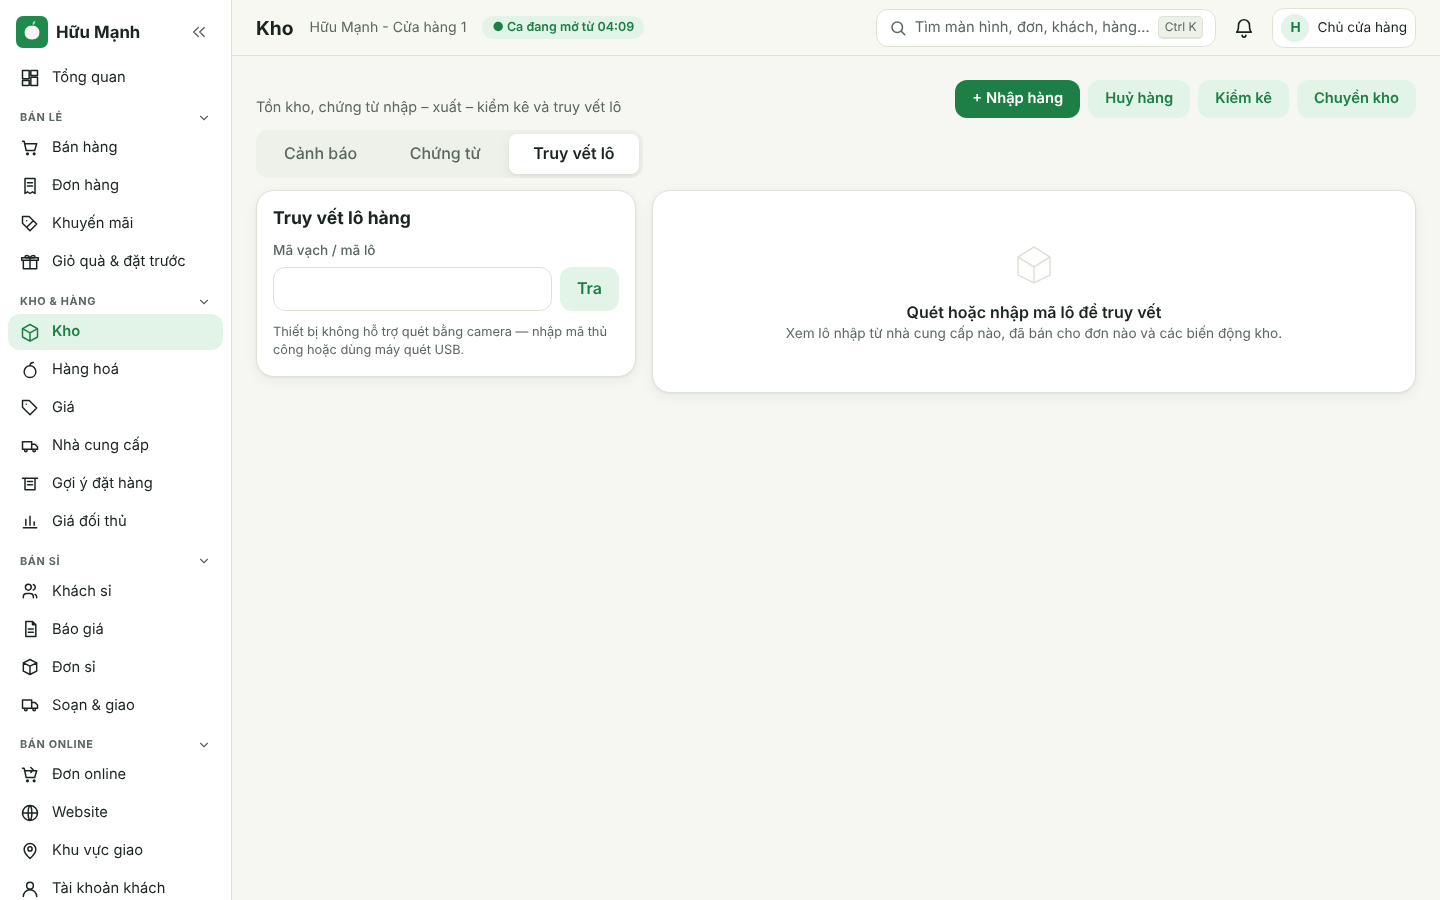 Hữu Mạnh
Tổng quan
BÁN LẺ
Bán hàng
Đơn hàng
Khuyến mãi
Giỏ quà & đặt trước
KHO & HÀNG
Kho
Hàng hoá
Giá
Nhà cung cấp
Gợi ý đặt hàng
Giá đối thủ
BÁN SỈ
Khách sỉ
Báo giá
Đơn sỉ
Soạn & giao
BÁN ONLINE
Đơn online
Website
Khu vực giao
Tài khoản khách
Kho Hữu Mạnh - Cửa hàng 1 Ca đang mở từ 04:09 Tìm màn hình, đơn, khách, hàng... Ctrl K H Chủ cửa hàng
Tồn kho, chứng từ nhập – xuất – kiểm kê và truy vết lô
+ Nhập hàng Huỷ hàng Kiểm kê Chuyển kho
Cảnh báo Chứng từ Truy vết lô
Truy vết lô hàng
Mã vạch / mã lô
Tra
Thiết bị không hỗ trợ quét bằng camera — nhập mã thủ
công hoặc dùng máy quét USB.
Quét hoặc nhập mã lô để truy vết
Xem lô nhập từ nhà cung cấp nào, đã bán cho đơn nào và các biến động kho.